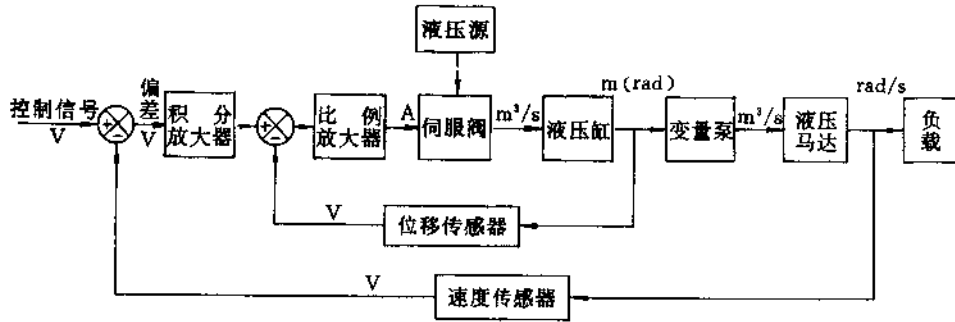 液压源
m(rad)
rad/s
控制信号
V
偏差
V
积分
放大器
比例
放大器
A
伺服阀
m³/s
液压缸
变量泵
m³/s
液压
马达
负载
V
位移传感器
V
速度传感器